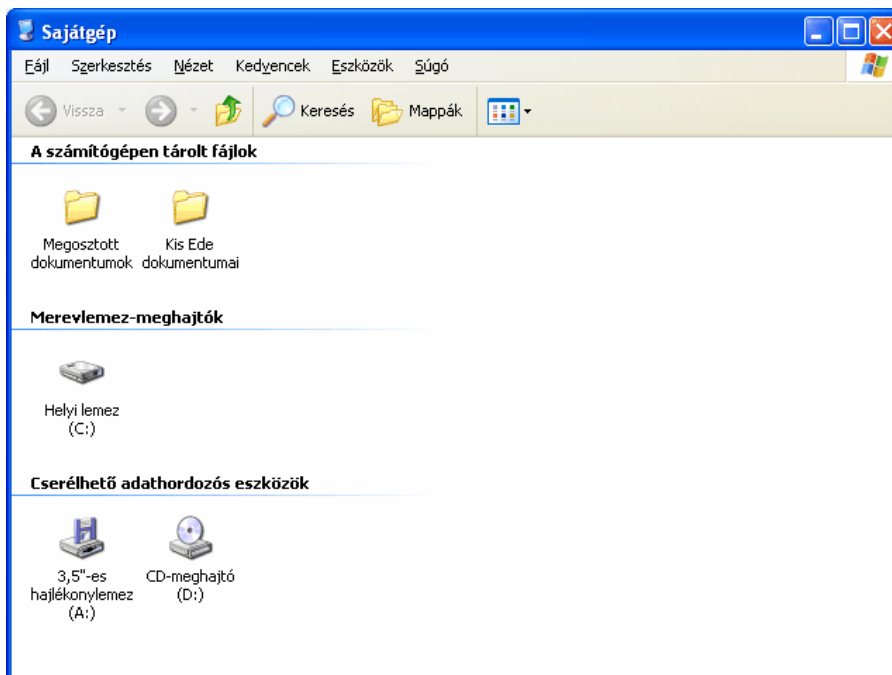 Sajátgép
Fájl Szerkesztés Nézet Kedvencek Eszközök Súgó
Vissza Keresés Mappák
A számítógépen tárolt fájlok
Megosztott dokumentumok
Kis Ede dokumentumai
Merevlemez-meghajtók
Helyi lemez
(C:)
Cserélhető adathordozós eszközök
3,5"-es
hajlékonylemez
(A:)
CD-meghajtó
(D:)